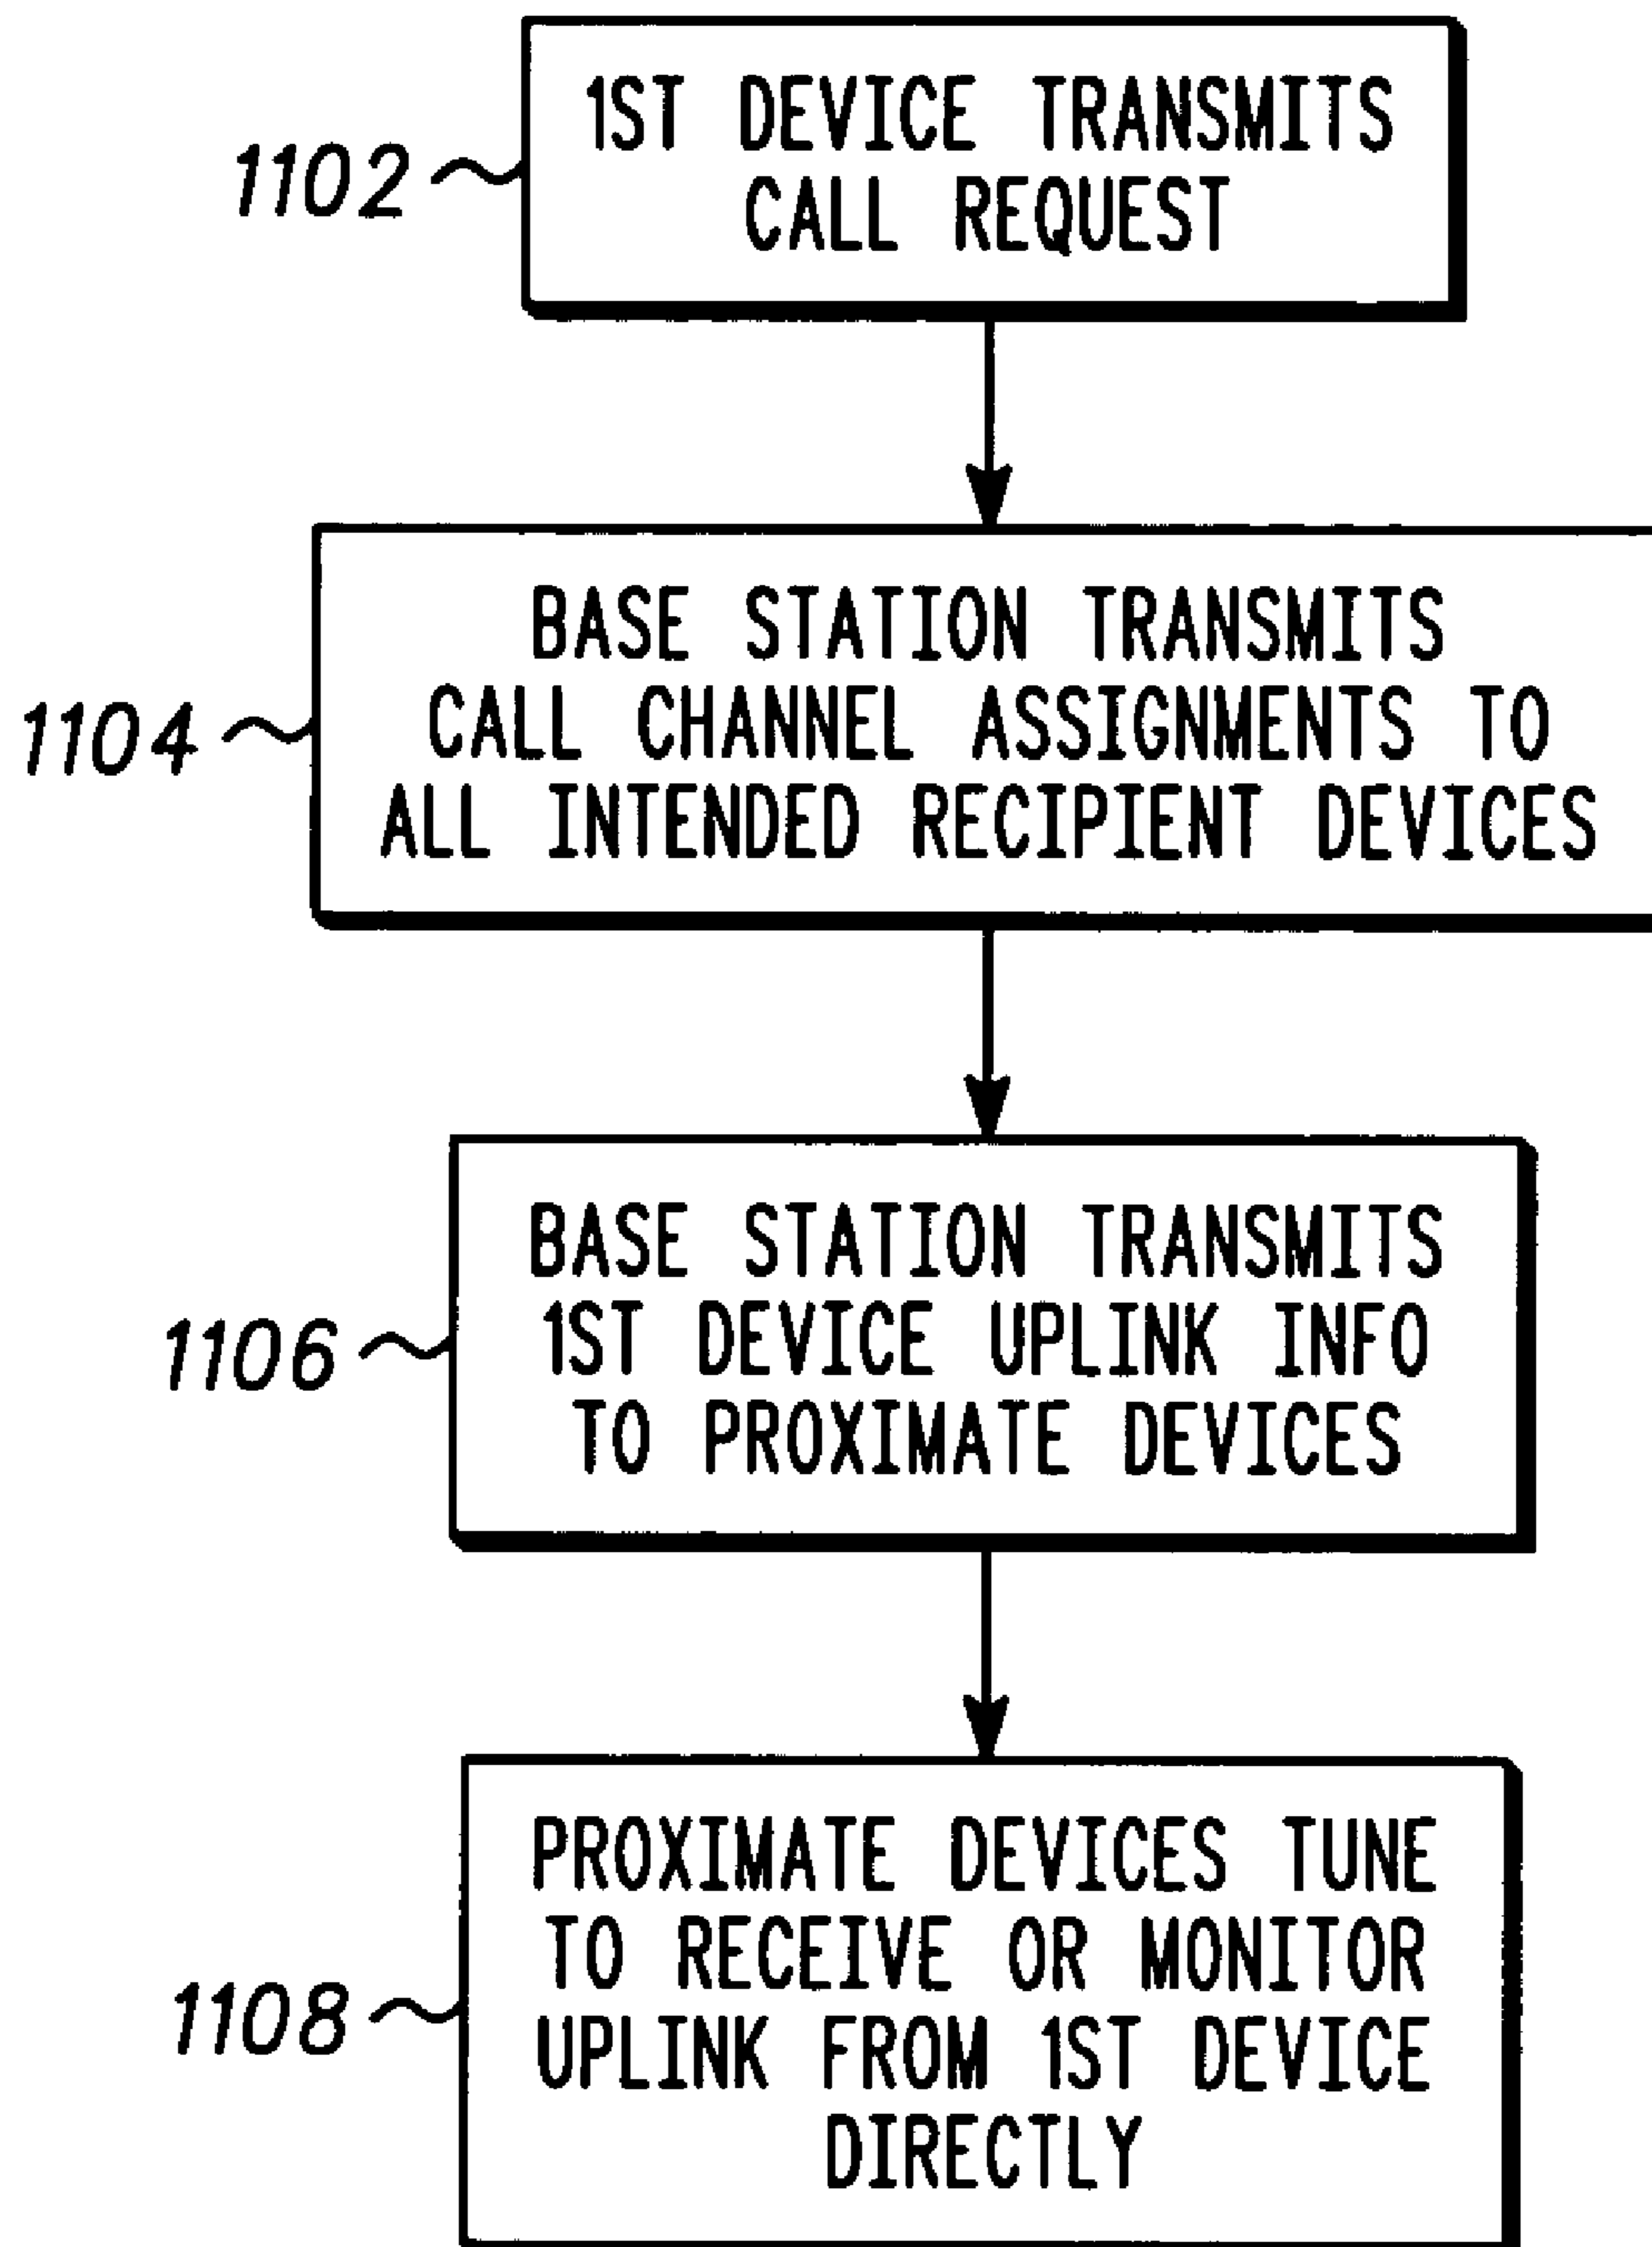 1102
1ST DEVICE TRANSMITS
CALL REQUEST
1104
BASE STATION TRANSMITS
CALL CHANNEL ASSIGNMENTS TO
ALL INTENDED RECIPIENT DEVICES
1106
BASE STATION TRANSMITS
1ST DEVICE UPLINK INFO
TO PROXIMATE DEVICES
1108
PROXIMATE DEVICES TUNE
TO RECEIVE OR MONITOR
UPLINK FROM 1ST DEVICE
DIRECTLY